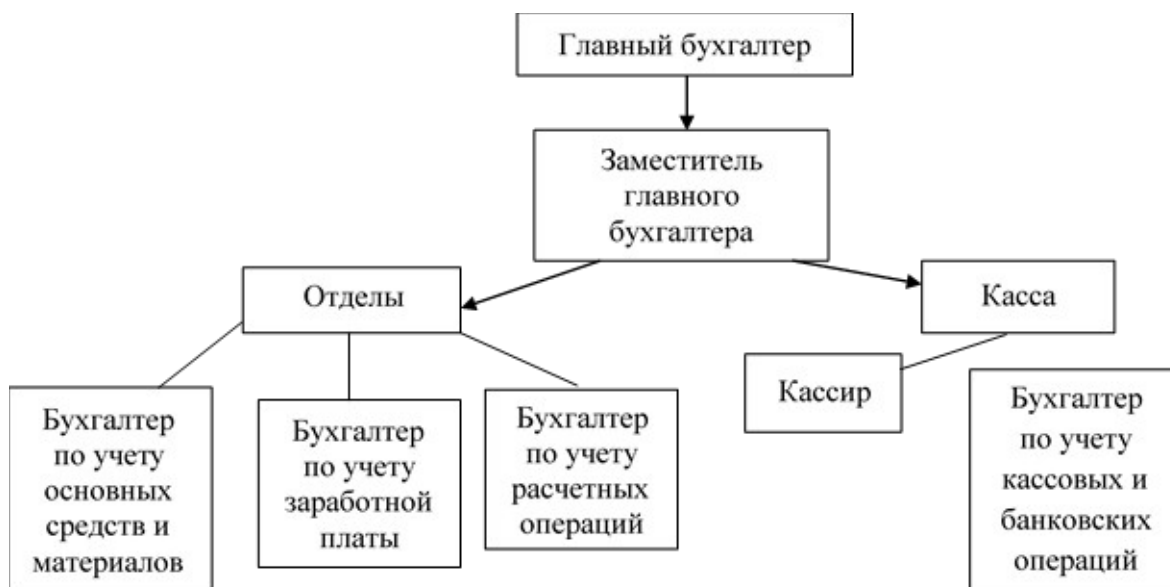 Главный бухгалтер
Заместитель
главного
бухгалтера
Отделы
Касса
Кассир
Бухгалтер
по учету
основных
средств и
материалов
Бухгалтер
по учету
заработной
платы
Бухгалтер
по учету
расчетных
операций
Бухгалтер
по учету
кассовых и
банковских
операций